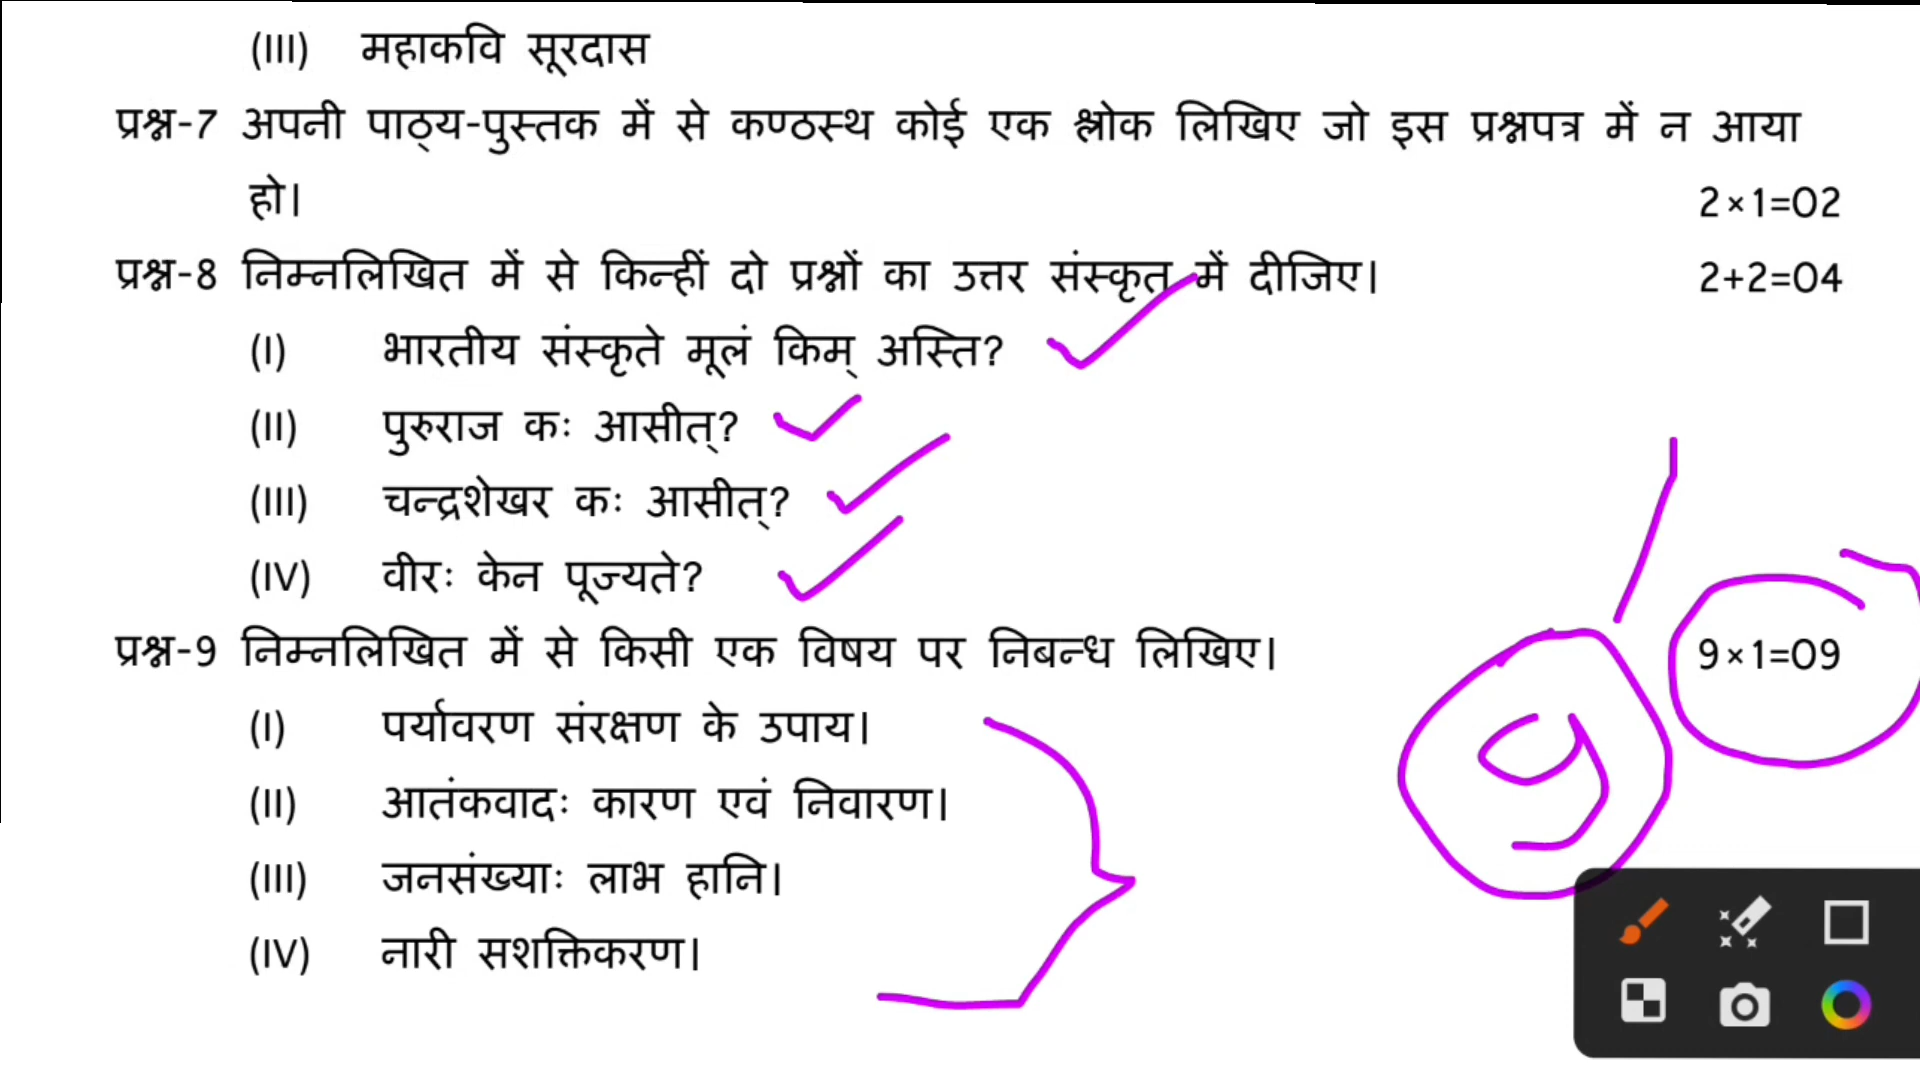 (III) महाकवि सूरदास
प्रश्न-7 अपनी पाठ्य-पुस्तक में से कण्ठस्थ कोई एक श्लोक लिखिए जो इस प्रश्नपत्र में न आया
हो। 2×1=02
प्रश्न-8 निम्नलिखित में से किन्हीं दो प्रश्नों का उत्तर संस्कृत में दीजिए। 2+2=04
(I) भारतीय संस्कृते मूलं किम् अस्ति?
(II) पुरुराज कः आसीत्?
(III) चन्द्रशेखर कः आसीत्?
(IV) वीरः केन पूज्यते?
प्रश्न-9 निम्नलिखित में से किसी एक विषय पर निबन्ध लिखिए। 9×1=09
(I) पर्यावरण संरक्षण के उपाय।
(II) आतंकवादः कारण एवं निवारण।
(III) जनसंख्याः लाभ हानि।
(IV) नारी सशक्तिकरण।
9